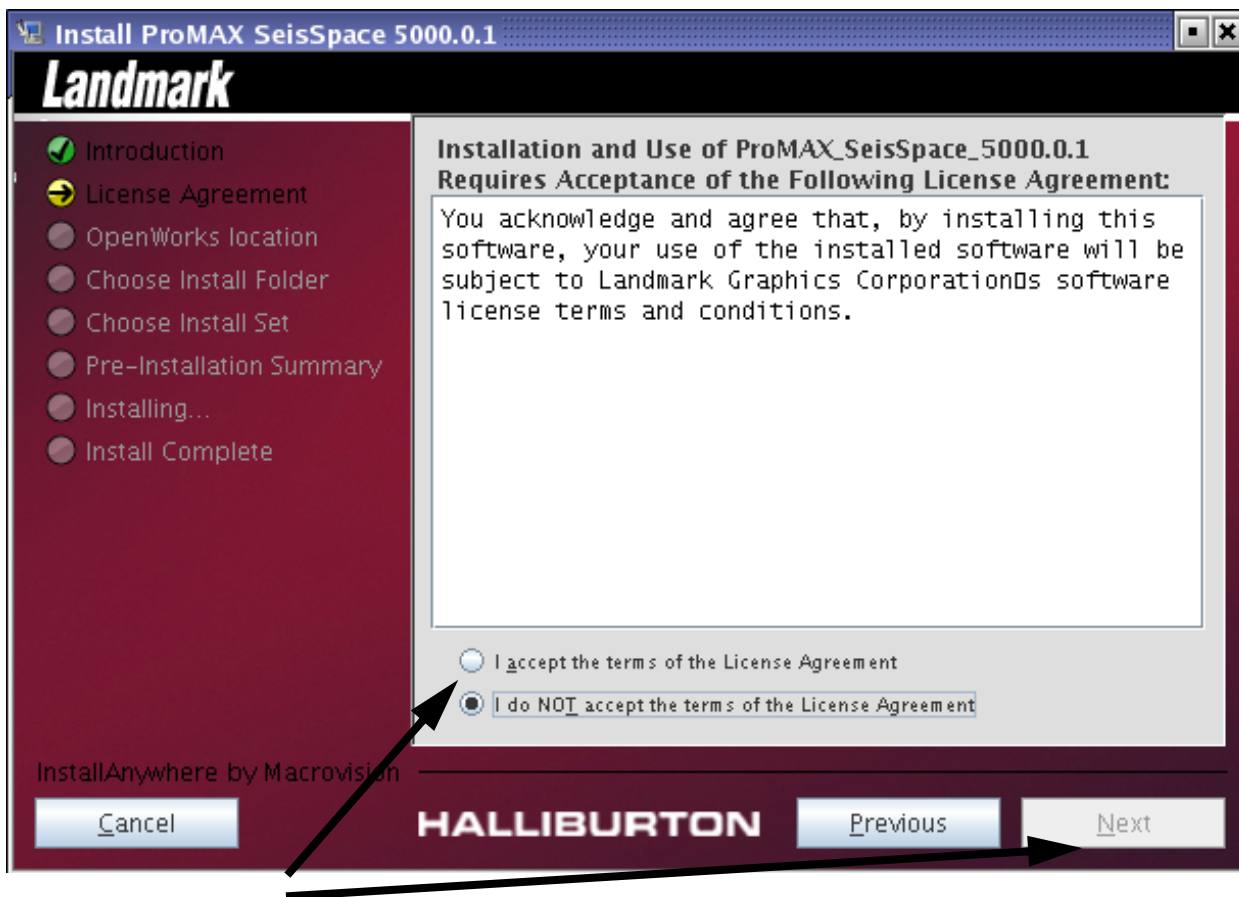 Install ProMAX SeisSpace 5000.0.1
Landmark
Introduction
License Agreement
OpenWorks location
Choose Install Folder
Choose Install Set
Pre-Installation Summary
Installing...
Install Complete
Installation and Use of ProMAX_SeisSpace_5000.0.1
Requires Acceptance of the Following License Agreement:
You acknowledge and agree that, by installing this
software, your use of the installed software will be
subject to Landmark Graphics Corporation▯s software
license terms and conditions.
I accept the terms of the License Agreement
I do NOT accept the terms of the License Agreement
InstallAnywhere by Macrovision
Cancel
HALLIBURTON
Previous
Next